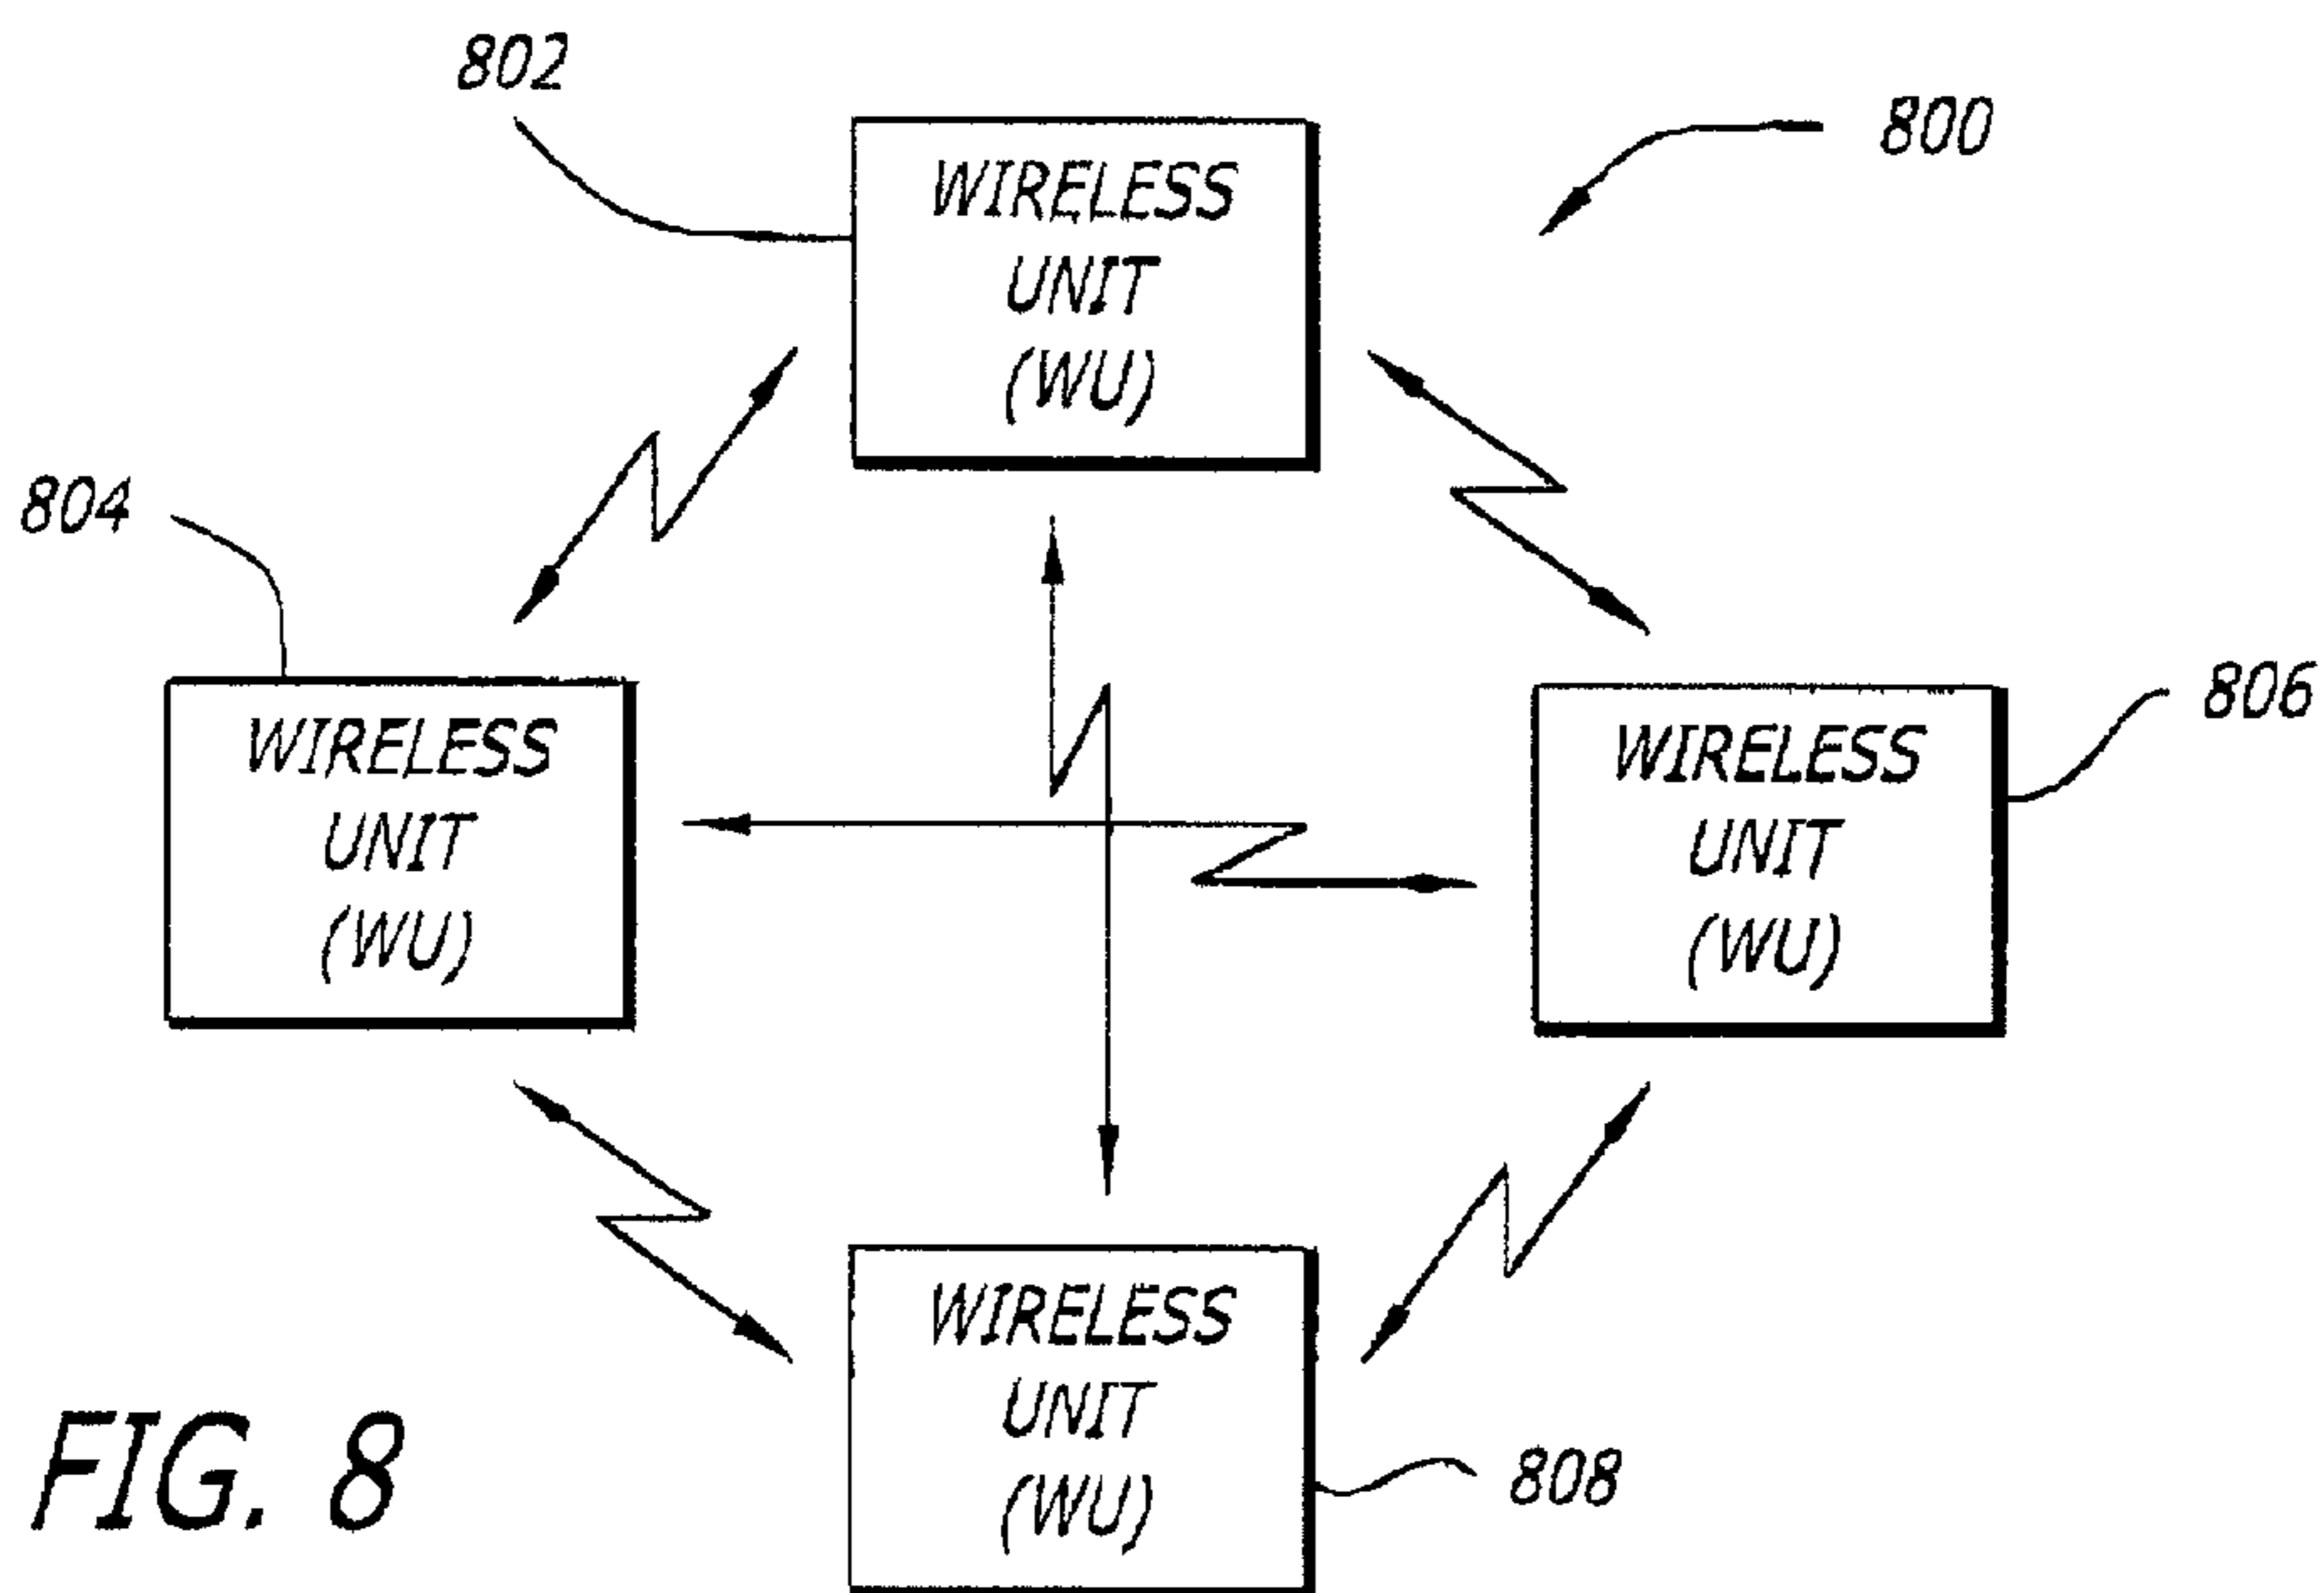 802
800
WIRELESS
UNIT
(WU)
804
WIRELESS
UNIT
(WU)
806
WIRELESS
UNIT
(WU)
WIRELESS
UNIT
(WU)
808
FIG. 8